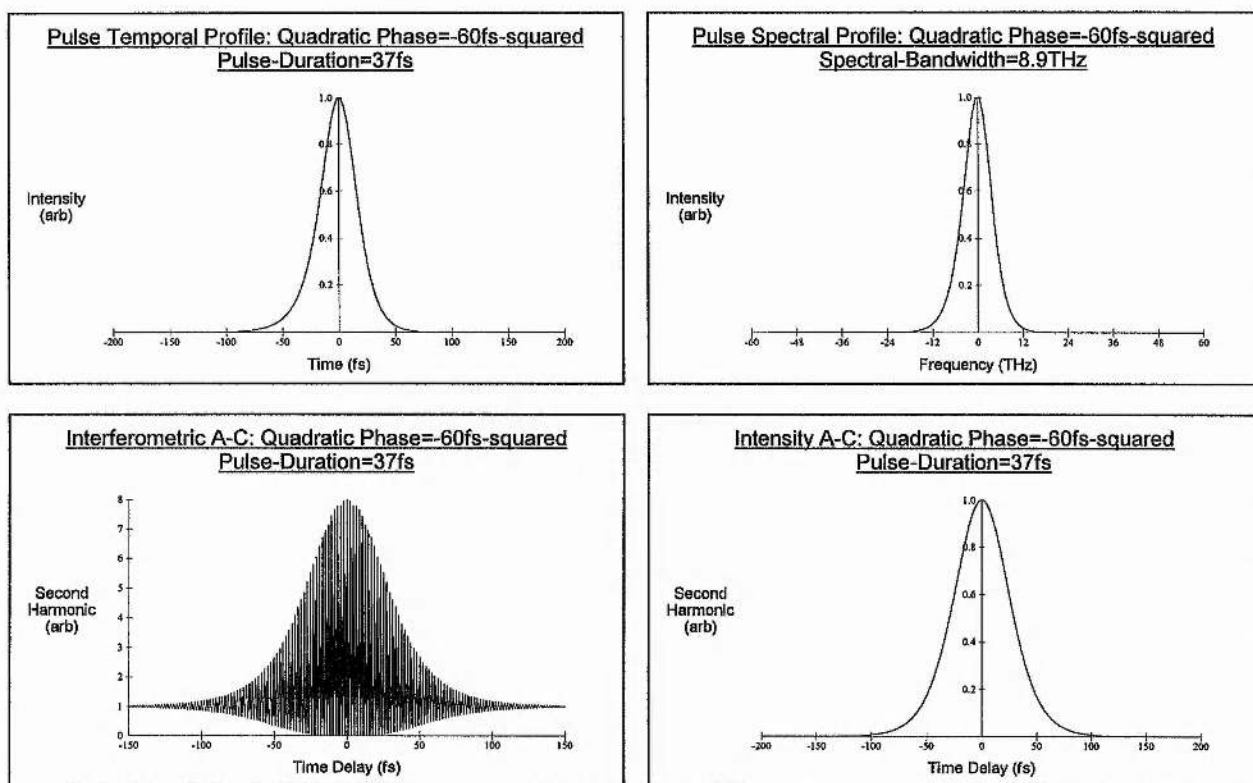 Pulse Temporal Profile: Quadratic Phase=-60fs-squared
Pulse-Duration=37fs
1.0
0.8
Intensity
(arb)
0.6
0.4
0.2
-200 -150 -100 -50 0 50 100 150 200
Time (fs)
Pulse Spectral Profile: Quadratic Phase=-60fs-squared
Spectral-Bandwidth=8.9THz
1.0
0.8
Intensity
(arb)
0.6
0.4
0.2
-60 -48 -36 -24 -12 0 12 24 36 48 60
Frequency (THz)
Interferometric A-C: Quadratic Phase=-60fs-squared
Pulse-Duration=37fs
8
7
6
5
Second
Harmonic
(arb)
4
3
2
1
0
-150 -100 -50 0 50 100 150
Time Delay (fs)
Intensity A-C: Quadratic Phase=-60fs-squared
Pulse-Duration=37fs
1.0
0.8
Second
Harmonic
(arb)
0.6
0.4
0.2
-200 -150 -100 -50 0 50 100 150 200
Time Delay (fs)